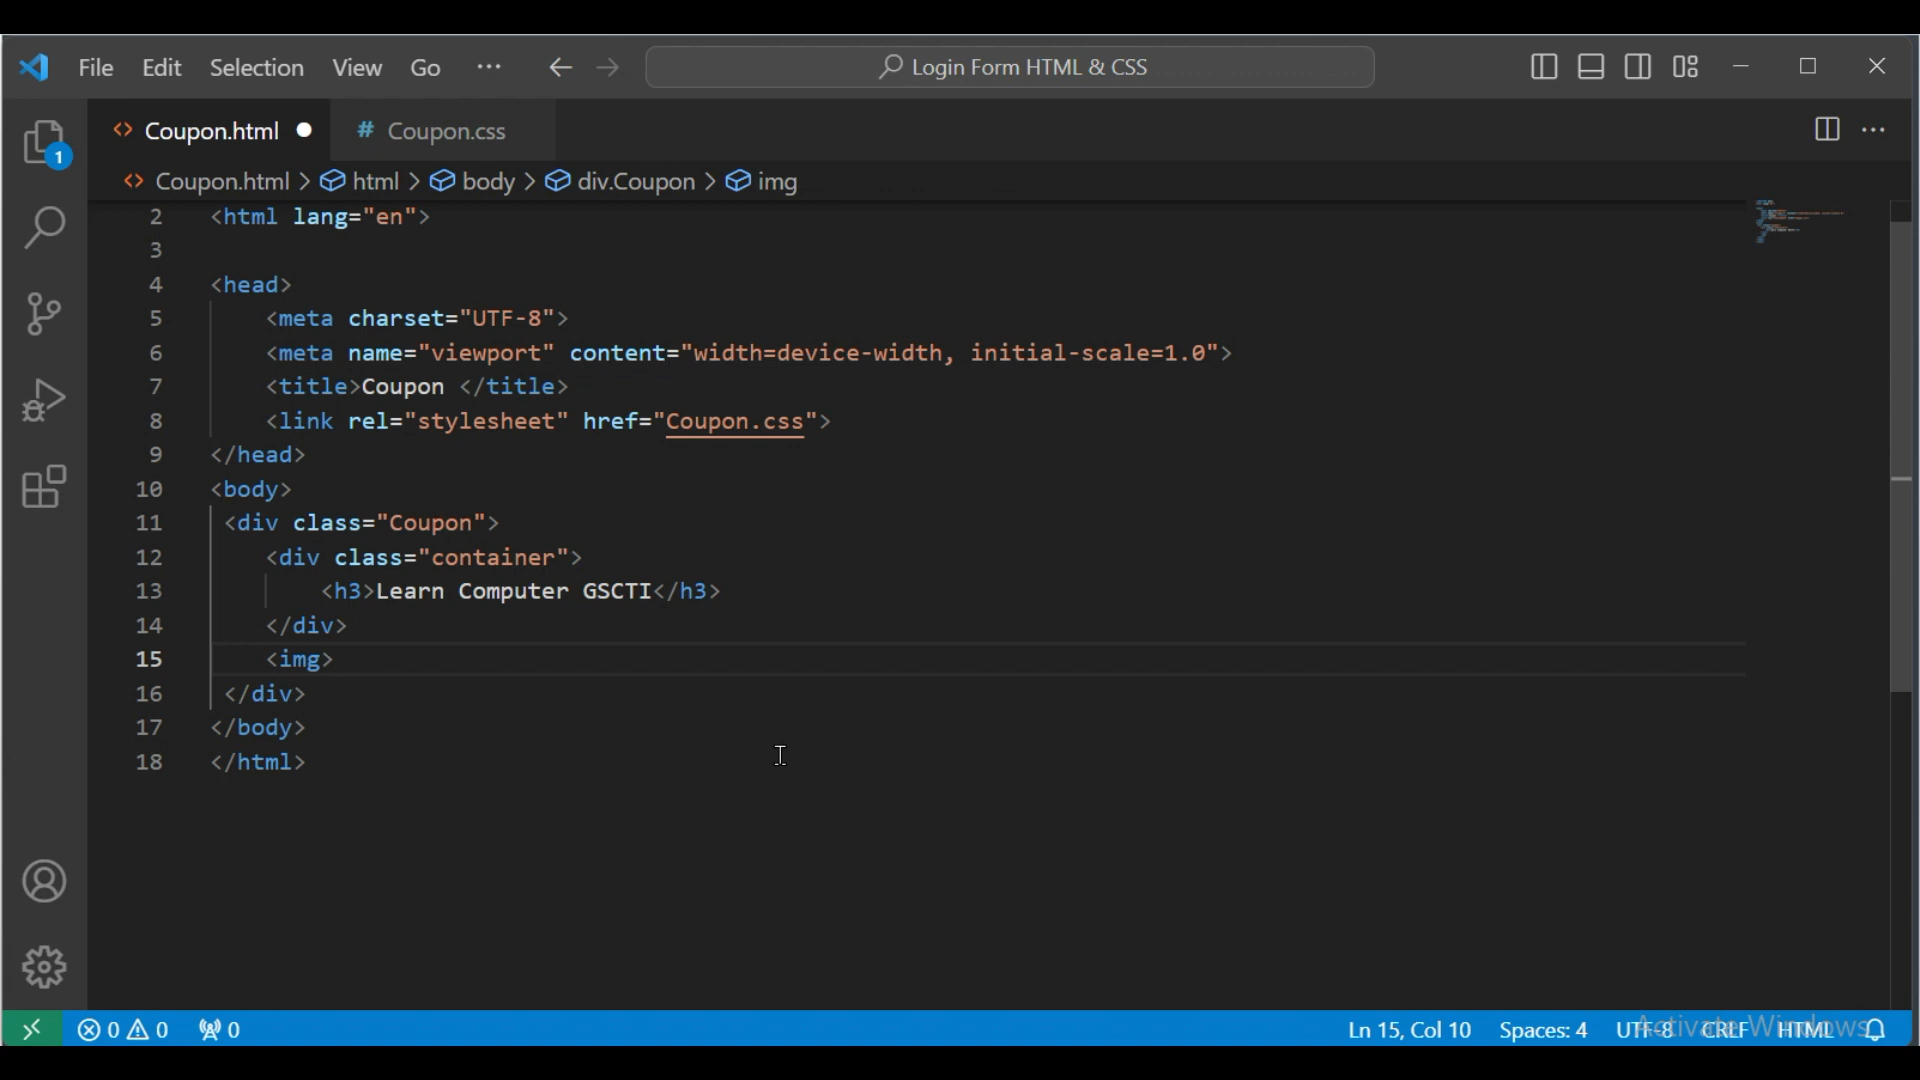 File Edit Selection View Go ··· Login Form HTML & CSS
Coupon.html # Coupon.css
1
Coupon.html > html > body > div.Coupon > img
2 <html lang="en">
3
4 <head>
5 <meta charset="UTF-8">
6 <meta name="viewport" content="width=device-width, initial-scale=1.0">
7 <title>Coupon </title>
8 <link rel="stylesheet" href="Coupon.css">
9 </head>
10 <body>
11 <div class="Coupon">
12 <div class="container">
13 <h3>Learn Computer GSCTI</h3>
14 </div>
15 <img>
16 </div>
17 </body>
18 </html>
0 0 0 Ln 15, Col 10 Spaces: 4 UTF-8 CRLF HTML
Activate Windows